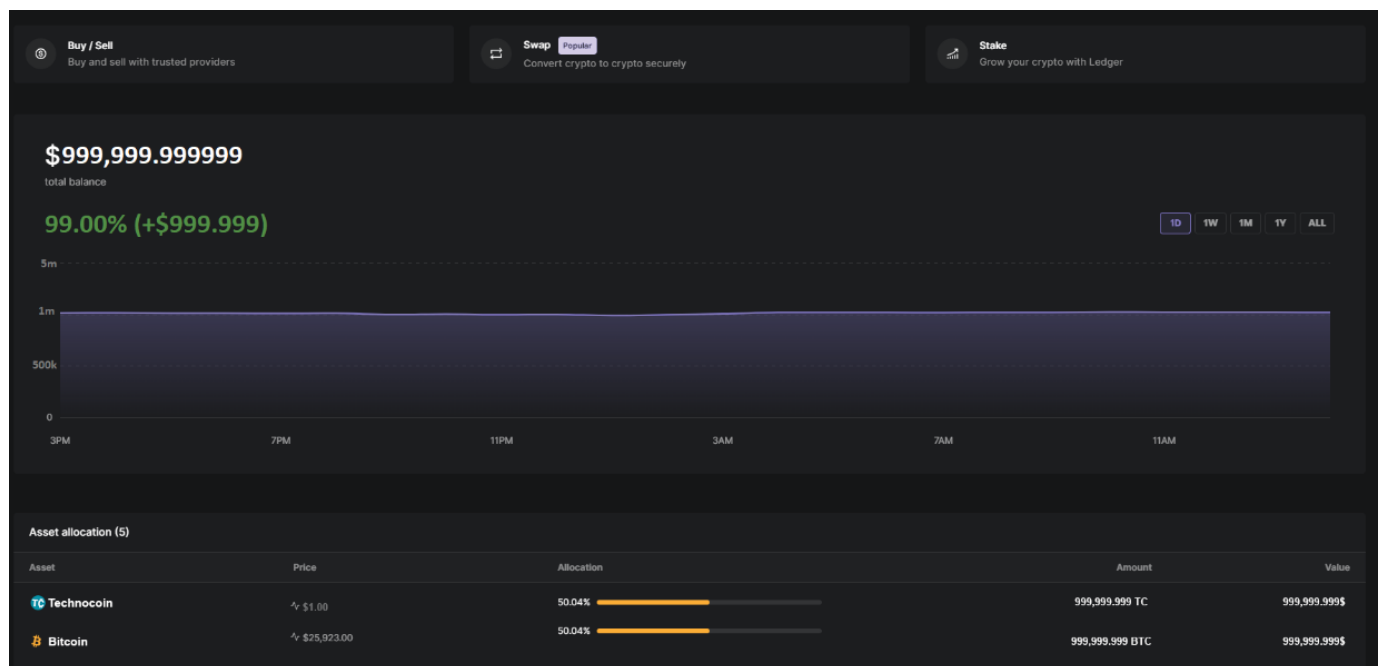 Buy / Sell
Buy and sell with trusted providers
Swap Popular
Convert crypto to crypto securely
Stake
Grow your crypto with Ledger
$999,999.999999
total balance
99.00% (+$999.999)
1D 1W 1M 1Y ALL
5m
1m
500k
0
3PM 7PM 11PM 3AM 7AM 11AM
Asset allocation (5)
Asset Price Allocation Amount Value
TC Technocoin $1.00 50.04% 999,999.999 TC 999,999.999$
Bitcoin $25,923.00 50.04% 999,999.999 BTC 999,999.999$